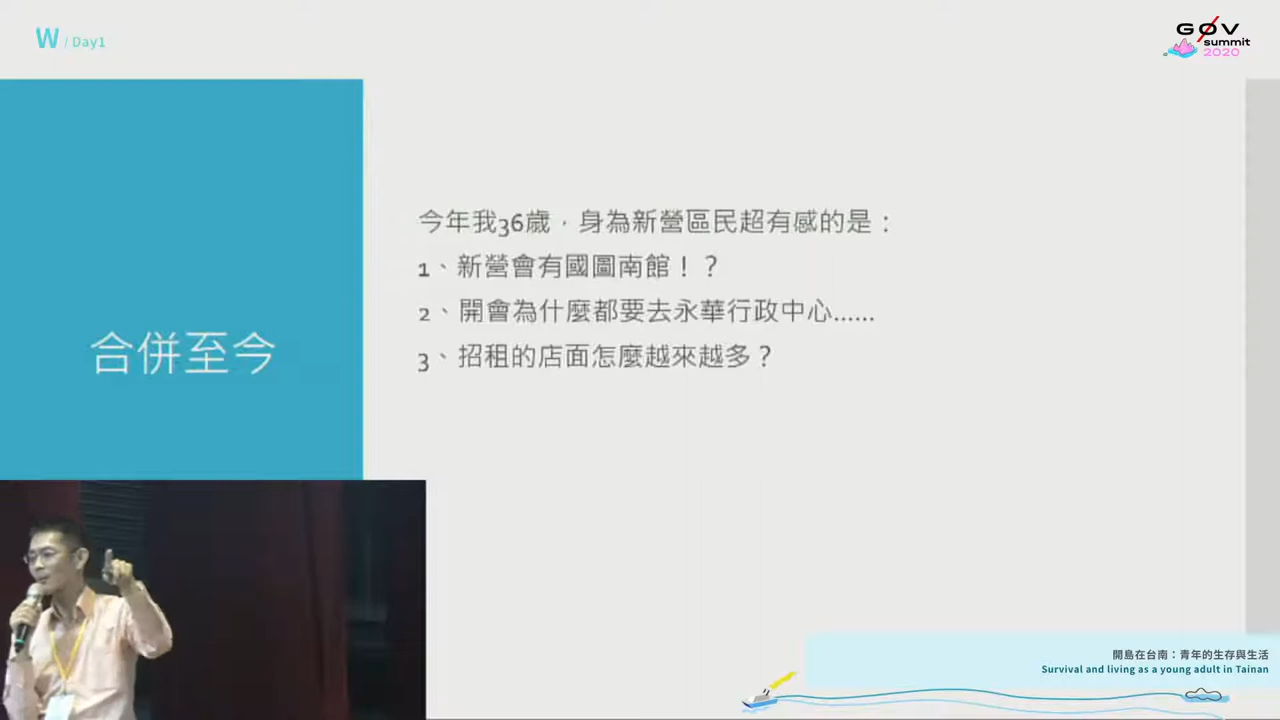 W / Day1
GØV
summit
2020
合併至今
今年我36歲，身為新營區民超有感的是：
1、新營會有國圖南館！？
2、開會為什麼都要去永華行政中心......
3、招租的店面怎麼越來越多？
開島在台南：青年的生存與生活
Survival and living as a young adult in Tainan